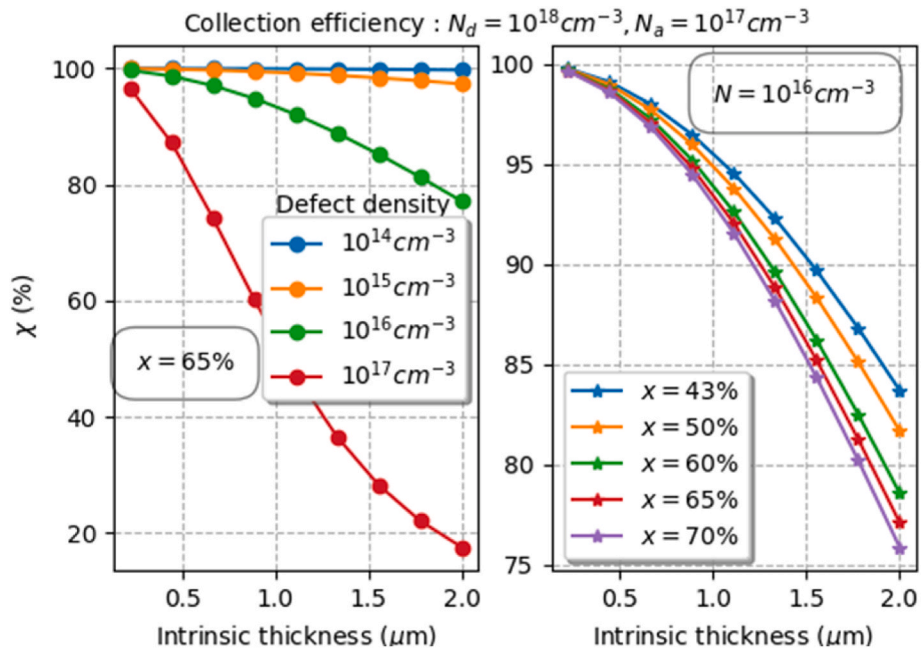 Collection efficiency : N_d = 10^18 cm^−3, N_a = 10^17 cm^−3
χ (%)
100
80
60
40
20
0.5 1.0 1.5 2.0
Intrinsic thickness (μm)
x = 65%
Defect density
10^14 cm^−3
10^15 cm^−3
10^16 cm^−3
10^17 cm^−3
100
95
90
85
80
75
0.5 1.0 1.5 2.0
Intrinsic thickness (μm)
N = 10^16 cm^−3
x = 43%
x = 50%
x = 60%
x = 65%
x = 70%